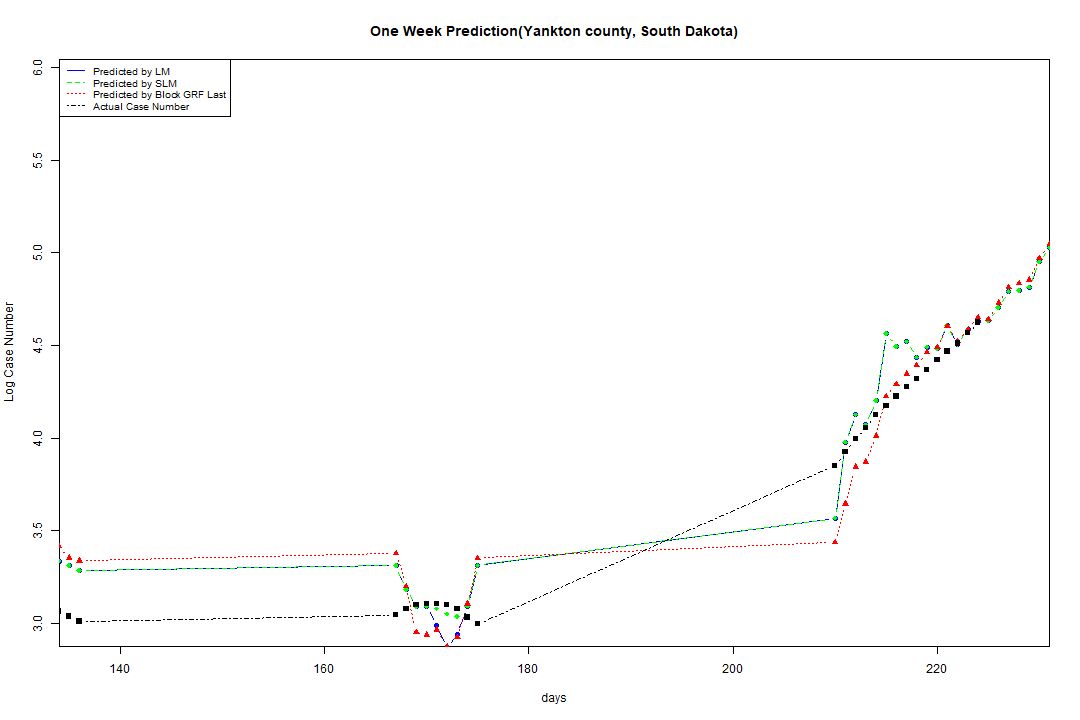 One Week Prediction(Yankton county, South Dakota)
Predicted by LM
Predicted by SLM
Predicted by Block GRF Last
Actual Case Number
6.0
5.5
5.0
4.5
4.0
3.5
3.0
Log Case Number
140 160 180 200 220
days